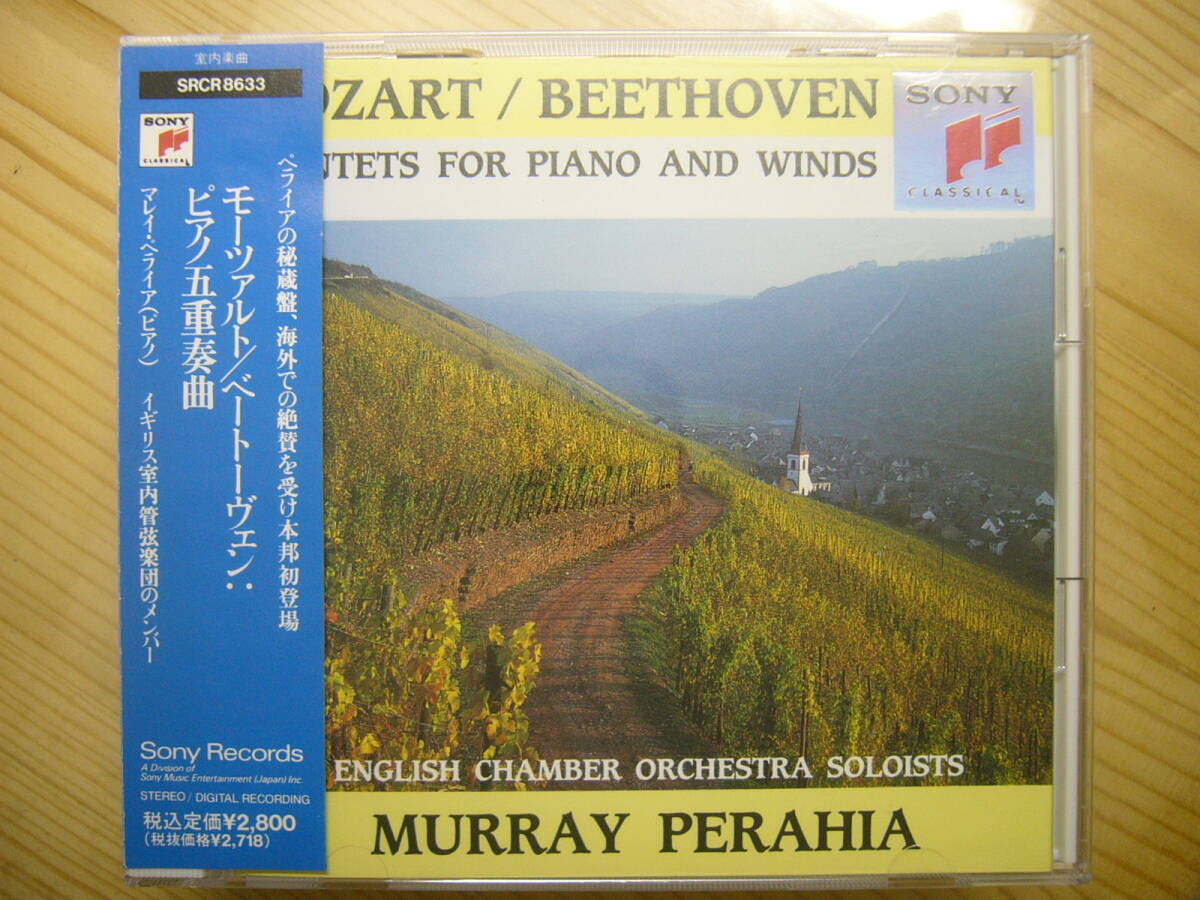 室内楽曲
SRCR 8633
SONY
CLASSICAL
ペライアの秘蔵盤、海外での絶賛を受け本邦初登場
モーツァルト/ベートーヴェン:
ピアノ五重奏曲
マレイ・ペライア(ピアノ) イギリス室内管弦楽団のメンバー
Sony Records
A Division of
Sony Music Entertainment (Japan) Inc.
STEREO / DIGITAL RECORDING
税込定価¥2,800
(税抜価格¥2,718)
OZART / BEETHOVEN
NTETS FOR PIANO AND WINDS
SONY
CLASSICAL
TM
ENGLISH CHAMBER ORCHESTRA SOLOISTS
MURRAY PERAHIA